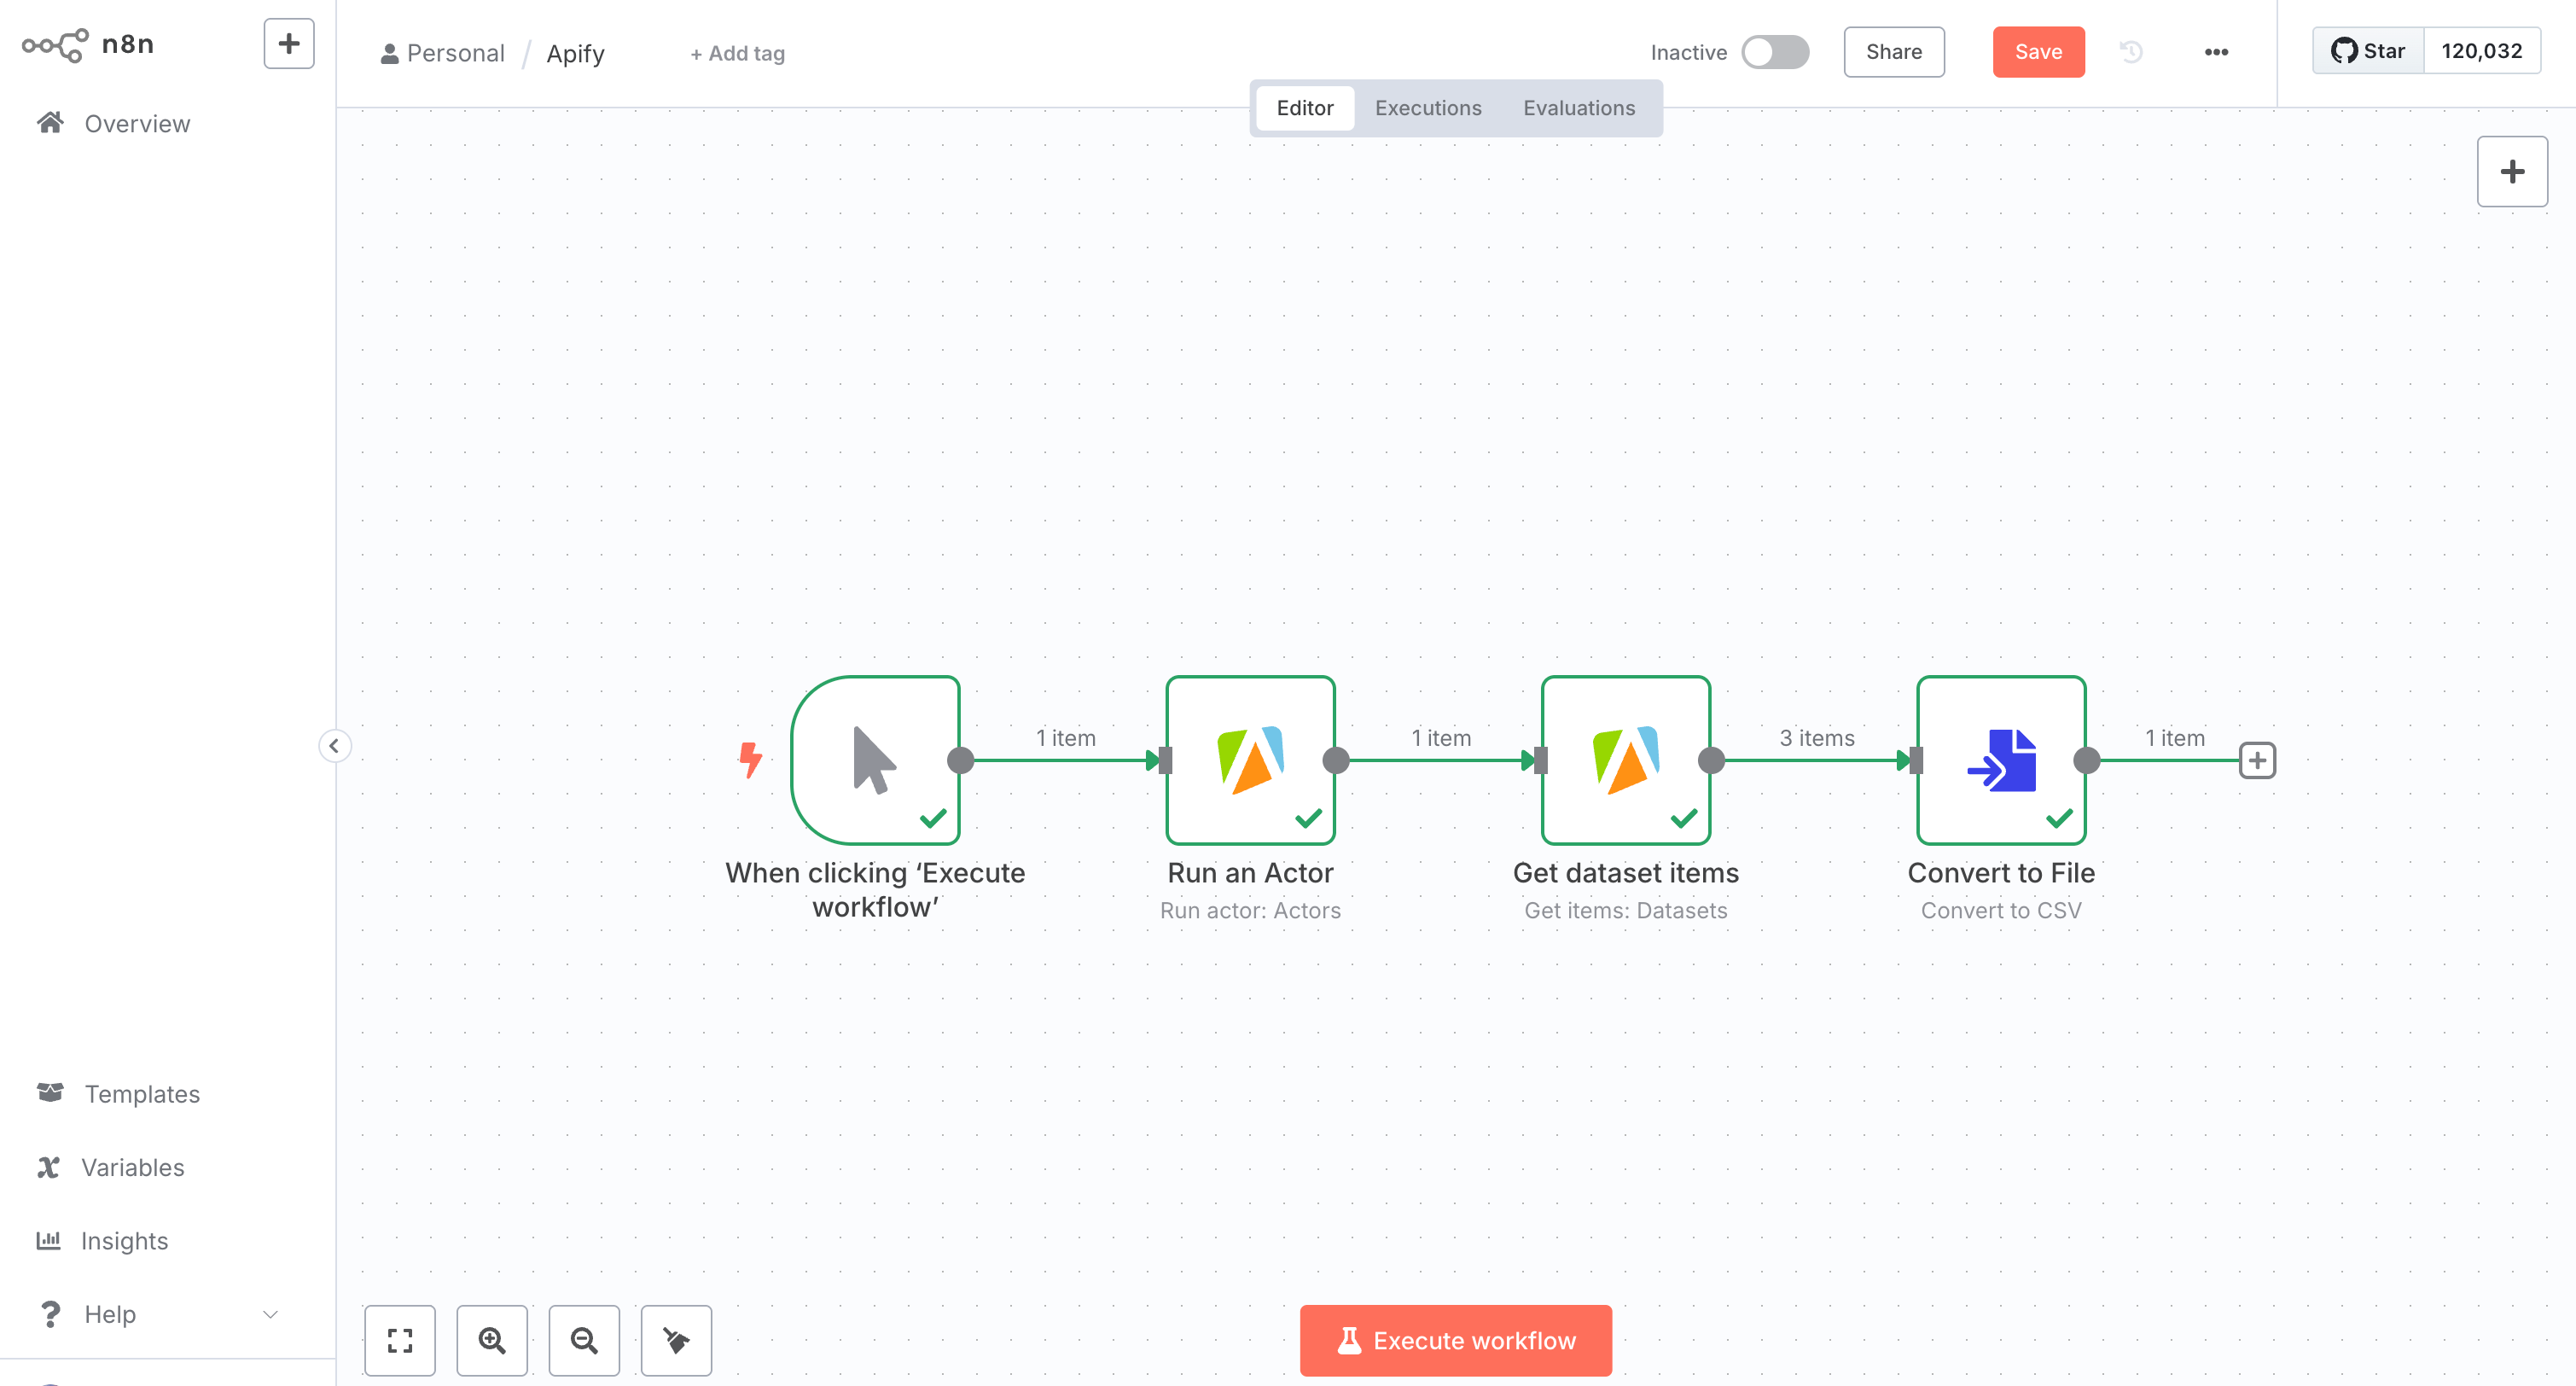 n8n
Personal / Apify
+ Add tag
Inactive
Share
Save
Star
120,032
Editor
Executions
Evaluations
Overview
1 item
1 item
3 items
1 item
When clicking ‘Execute
workflow’
Run an Actor
Run actor: Actors
Get dataset items
Get items: Datasets
Convert to File
Convert to CSV
Templates
Variables
Insights
Help
Execute workflow